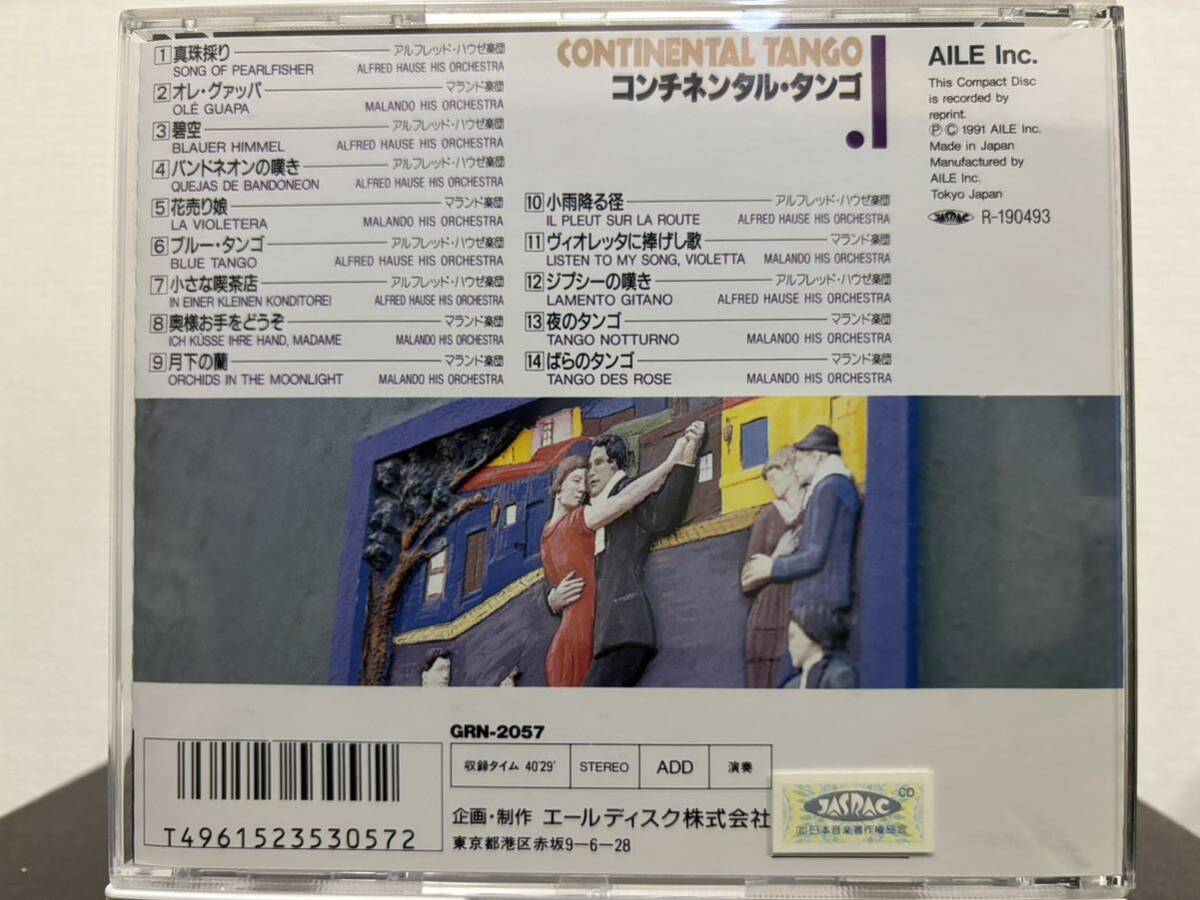 1 真珠採り アルフレッド・ハウゼ楽団
SONG OF PEARLFISHER ALFRED HAUSE HIS ORCHESTRA
2 オレ・グァッパ マランド楽団
OLÉ GUAPA MALANDO HIS ORCHESTRA
3 碧空 アルフレッド・ハウゼ楽団
BLAUER HIMMEL ALFRED HAUSE HIS ORCHESTRA
4 バンドネオンの嘆き アルフレッド・ハウゼ楽団
QUEJAS DE BANDONEON ALFRED HAUSE HIS ORCHESTRA
5 花売り娘 マランド楽団
LA VIOLETERA MALANDO HIS ORCHESTRA
6 ブルー・タンゴ アルフレッド・ハウゼ楽団
BLUE TANGO ALFRED HAUSE HIS ORCHESTRA
7 小さな喫茶店 アルフレッド・ハウゼ楽団
IN EINER KLEINEN KONDITOREI ALFRED HAUSE HIS ORCHESTRA
8 奥様お手をどうぞ マランド楽団
ICH KÜSSE IHRE HAND, MADAME MALANDO HIS ORCHESTRA
9 月下の蘭 マランド楽団
ORCHIDS IN THE MOONLIGHT MALANDO HIS ORCHESTRA
CONTINENTAL TANGO
コンチネンタル・タンゴ
10 小雨降る径 アルフレッド・ハウゼ楽団
IL PLEUT SUR LA ROUTE ALFRED HAUSE HIS ORCHESTRA
11 ヴィオレッタに捧げし歌 マランド楽団
LISTEN TO MY SONG, VIOLETTA MALANDO HIS ORCHESTRA
12 ジプシーの嘆き アルフレッド・ハウゼ楽団
LAMENTO GITANO ALFRED HAUSE HIS ORCHESTRA
13 夜のタンゴ マランド楽団
TANGO NOTTURNO MALANDO HIS ORCHESTRA
14 ばらのタンゴ マランド楽団
TANGO DES ROSE MALANDO HIS ORCHESTRA
AILE Inc.
This Compact Disc
is recorded by
reprint.
Ⓟ Ⓒ 1991 AILE Inc.
Made in Japan
Manufactured by
AILE Inc.
Tokyo Japan
JASRAC R-190493
T4961523530572
GRN-2057
収録タイム 40'29" STEREO ADD 演奏
企画・制作 エールディスク株式会社
東京都港区赤坂9-6-28
CD
JASRAC
日本音楽著作権協会